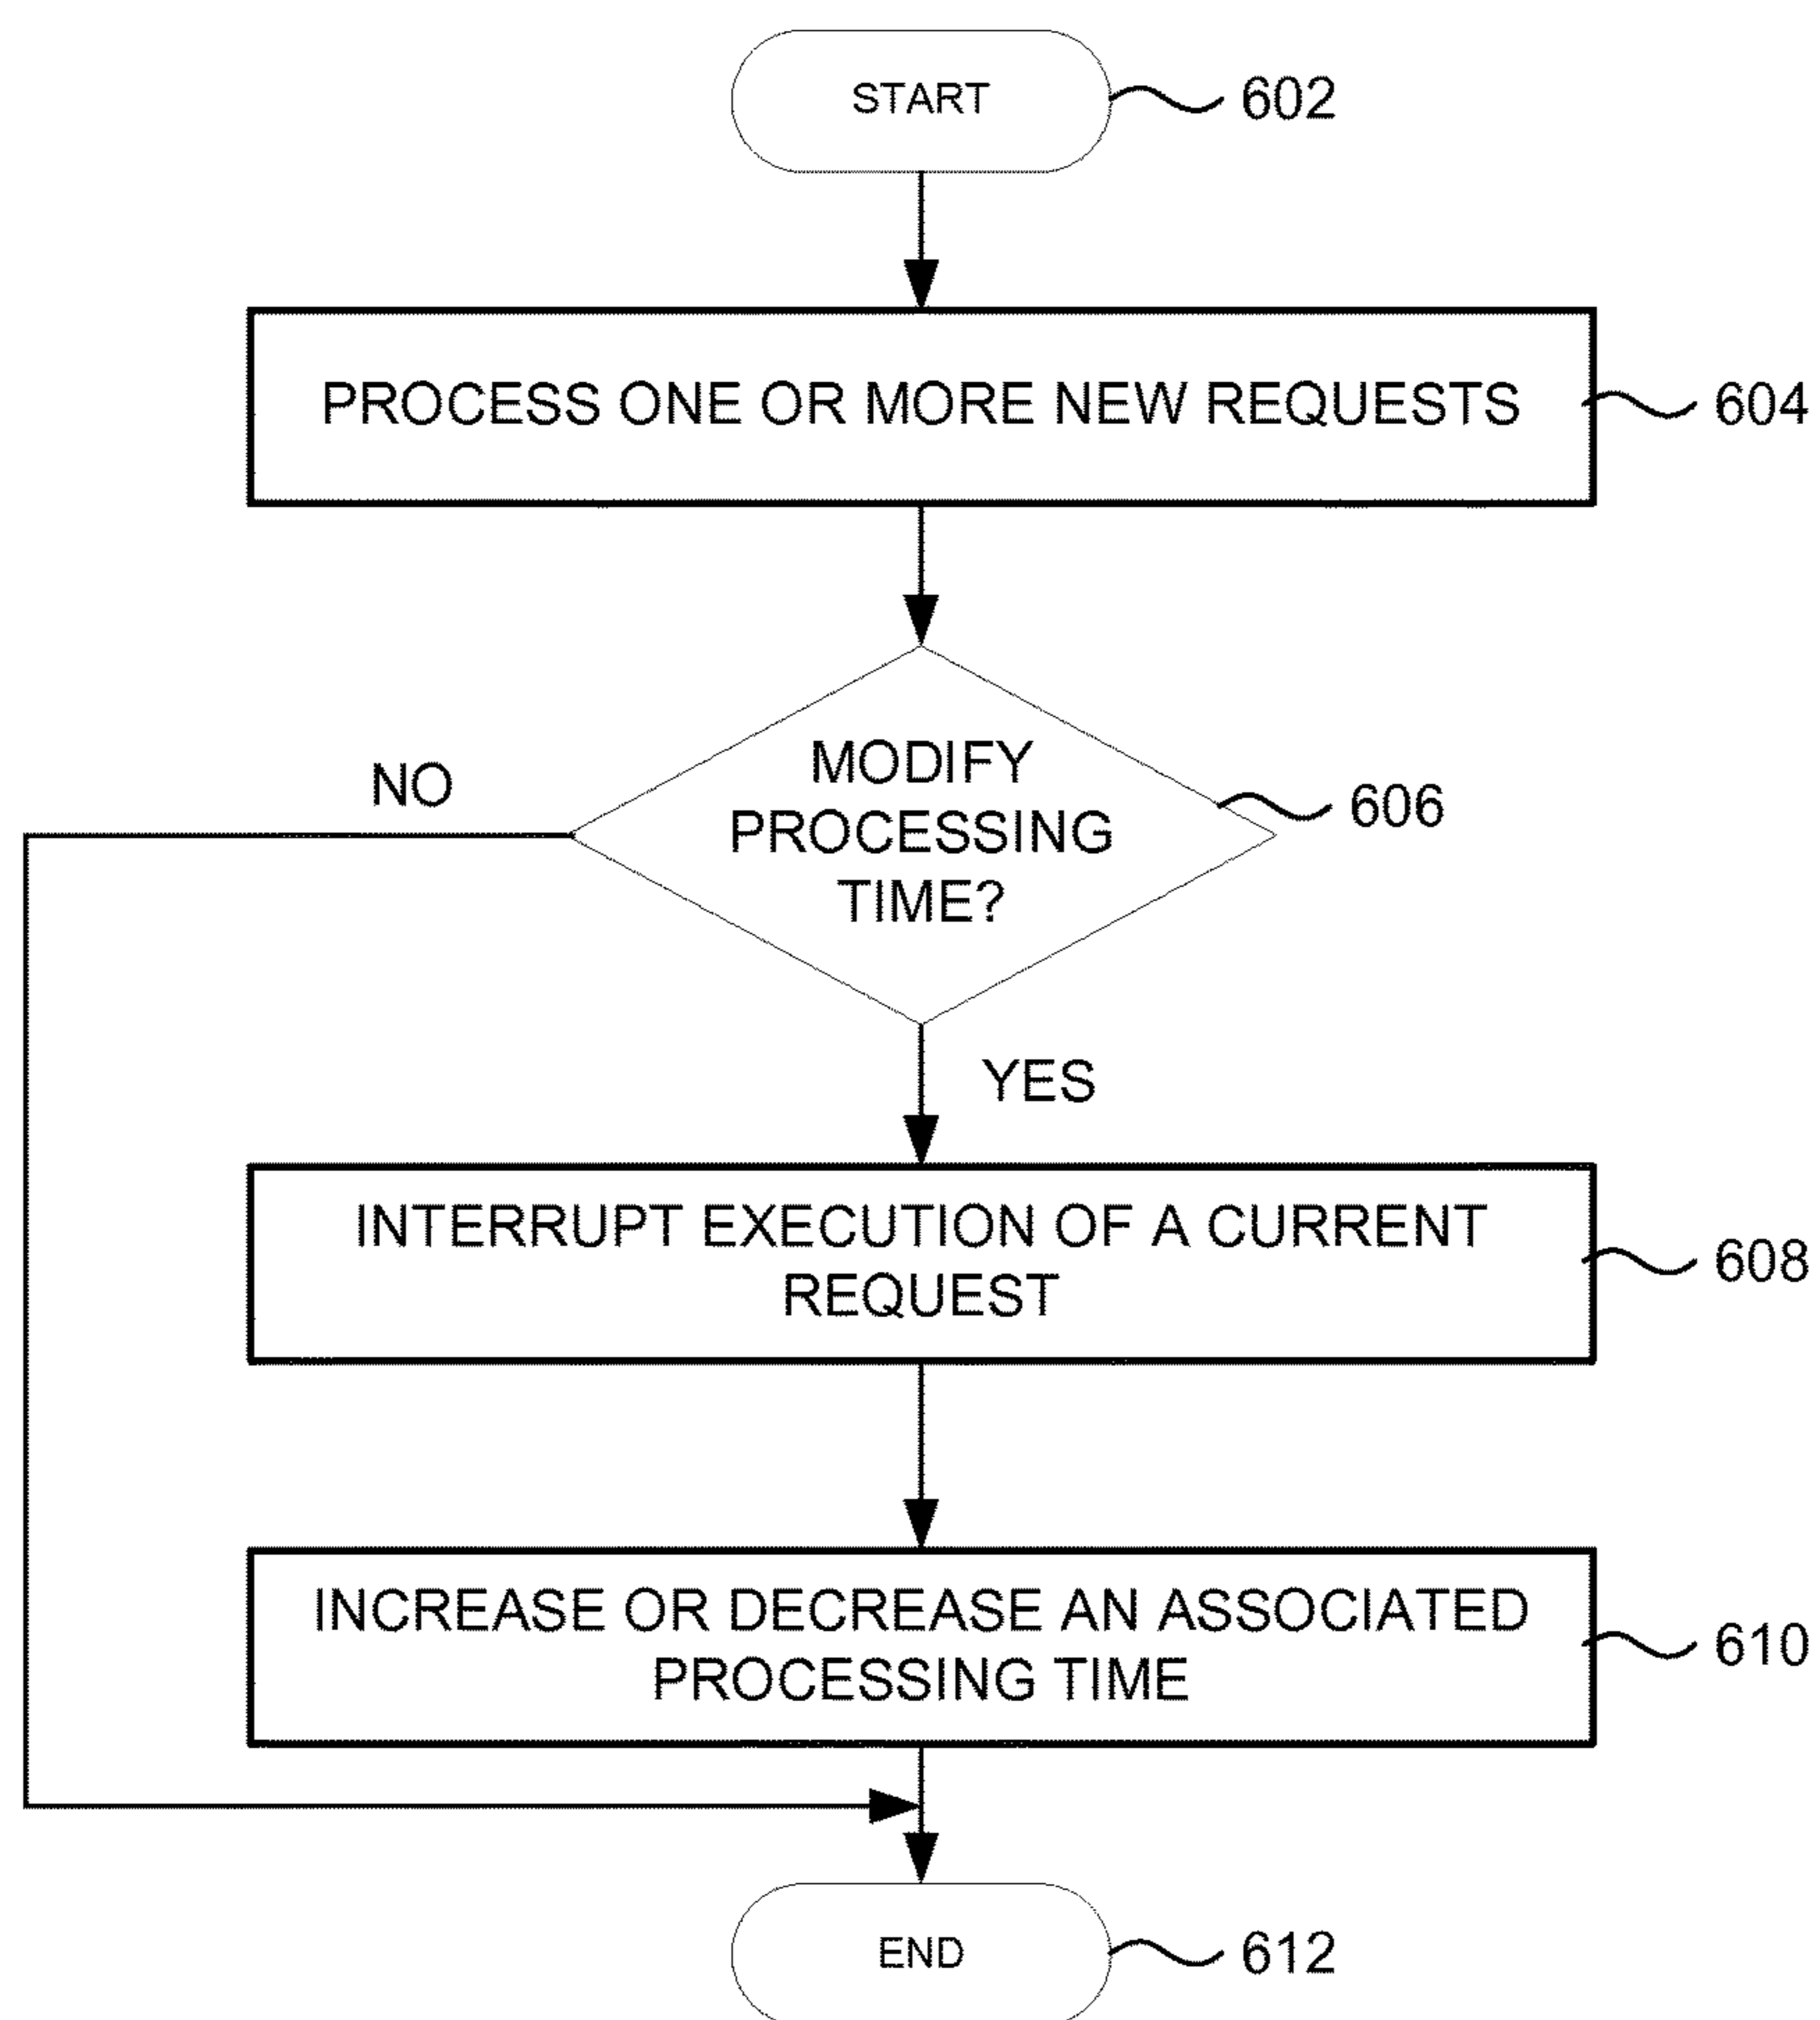 START
602
PROCESS ONE OR MORE NEW REQUESTS
604
NO
MODIFY
PROCESSING
TIME?
606
YES
INTERRUPT EXECUTION OF A CURRENT
REQUEST
608
INCREASE OR DECREASE AN ASSOCIATED
PROCESSING TIME
610
END
612